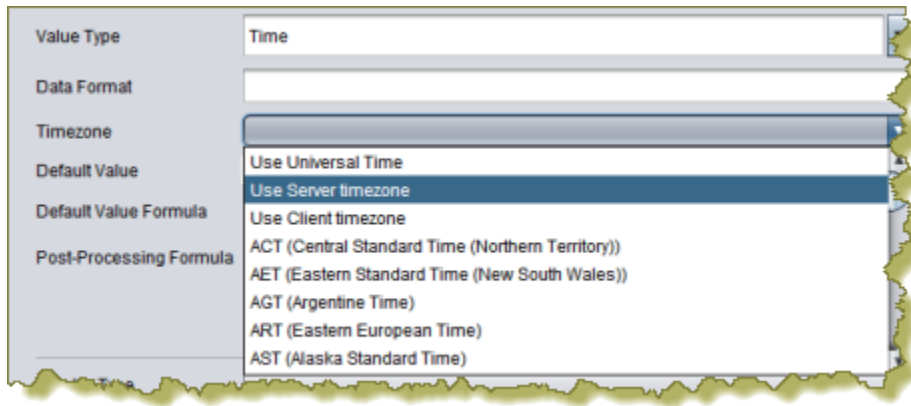 Value Type Time
Data Format
Timezone
Use Universal Time
Default Value
Use Server timezone
Default Value Formula
Use Client timezone
ACT (Central Standard Time (Northern Territory))
Post-Processing Formula
AET (Eastern Standard Time (New South Wales))
AGT (Argentine Time)
ART (Eastern European Time)
AST (Alaska Standard Time)